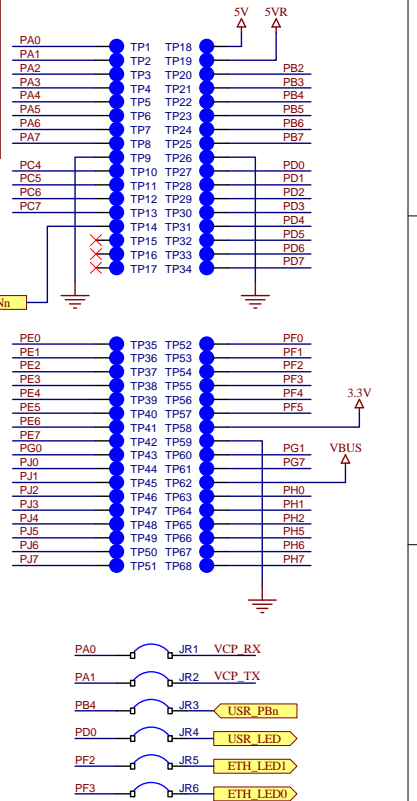 5V 5VR
PA0 TP1 TP18
PA1 TP2 TP19
PA2 TP3 TP20 PB2
PA3 TP4 TP21 PB3
PA4 TP5 TP22 PB4
PA5 TP6 TP23 PB5
PA6 TP7 TP24 PB6
PA7 TP8 TP25 PB7
TP9 TP26
PC4 TP10 TP27 PD0
PC5 TP11 TP28 PD1
PC6 TP12 TP29 PD2
PC7 TP13 TP30 PD3
TP14 TP31 PD4
TP15 TP32 PD5
TP16 TP33 PD6
TP17 TP34 PD7
Nn
PE0 TP35 TP52 PF0
PE1 TP36 TP53 PF1
PE2 TP37 TP54 PF2
PE3 TP38 TP55 PF3
PE4 TP39 TP56 PF4
PE5 TP40 TP57 PF5
3.3V
PE6 TP41 TP58
PE7 TP42 TP59
PG0 TP43 TP60 PG1
PJ0 TP44 TP61 PG7
VBUS
PJ1 TP45 TP62
PJ2 TP46 TP63 PH0
PJ3 TP47 TP64 PH1
PJ4 TP48 TP65 PH2
PJ5 TP49 TP66 PH5
PJ6 TP50 TP67 PH6
PJ7 TP51 TP68 PH7
PA0 JR1 VCP_RX
PA1 JR2 VCP_TX
PB4 JR3 USR_PBn
PD0 JR4 USR_LED
PF2 JR5 ETH_LED1
PF3 JR6 ETH_LED0